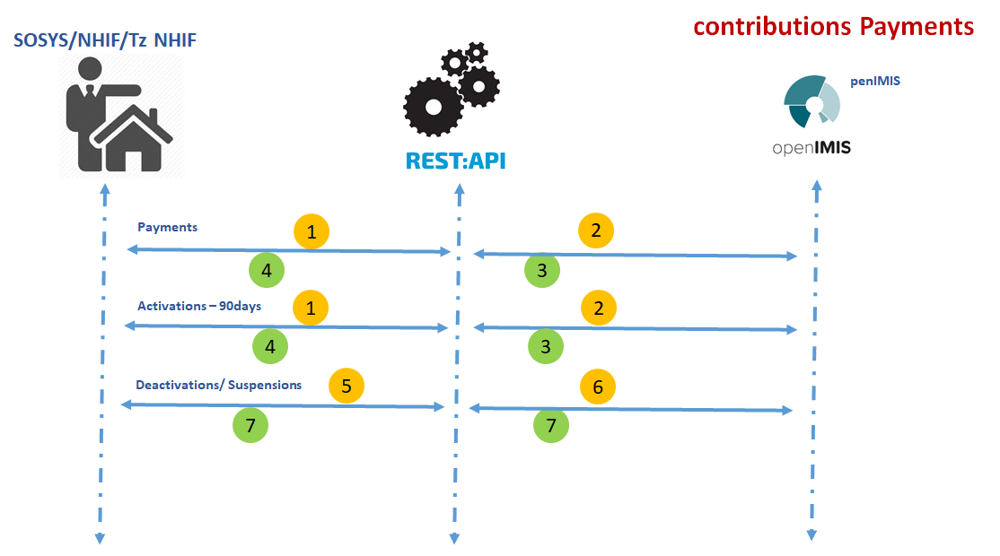 contributions Payments
SOSYS/NHIF/Tz NHIF
penIMIS
openIMIS
REST:API
Payments
1
2
4
3
Activations – 90days
1
2
4
3
Deactivations/ Suspensions
5
6
7
7